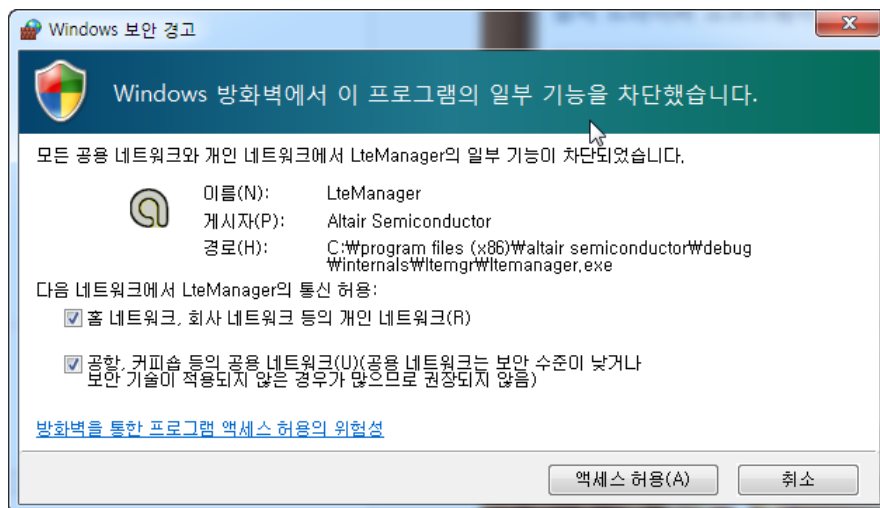 Windows 보안 경고
Windows 방화벽에서 이 프로그램의 일부 기능을 차단했습니다.
모든 공용 네트워크와 개인 네트워크에서 LteManager의 일부 기능이 차단되었습니다.
이름(N): LteManager
게시자(P): Altair Semiconductor
경로(H): C:₩program files (x86)₩altair semiconductor₩debug
₩internals₩ltemgr₩ltemanager.exe
다음 네트워크에서 LteManager의 통신 허용:
홈 네트워크, 회사 네트워크 등의 개인 네트워크(R)
공항, 커피숍 등의 공용 네트워크(U)(공용 네트워크는 보안 수준이 낮거나
보안 기술이 적용되지 않은 경우가 많으므로 권장되지 않음)
방화벽을 통한 프로그램 액세스 허용의 위험성
액세스 허용(A) 취소